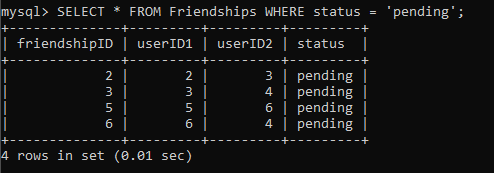 mysql> SELECT * FROM Friendships WHERE status = 'pending';
+--------------+---------+---------+---------+
| friendshipID | userID1 | userID2 | status  |
+--------------+---------+---------+---------+
|            2 |       2 |       3 | pending |
|            3 |       3 |       4 | pending |
|            5 |       5 |       6 | pending |
|            6 |       6 |       4 | pending |
+--------------+---------+---------+---------+
4 rows in set (0.01 sec)